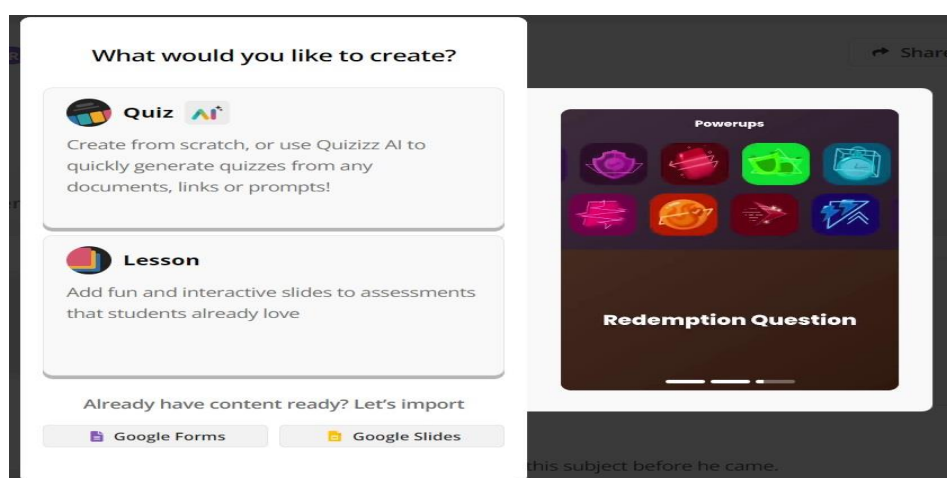 What would you like to create?
Quiz AI
Create from scratch, or use Quizizz AI to
quickly generate quizzes from any
documents, links or prompts!
Lesson
Add fun and interactive slides to assessments
that students already love
Already have content ready? Let's import
Google Forms
Google Slides
Share
Powerups
Redemption Question
this subject before he came.